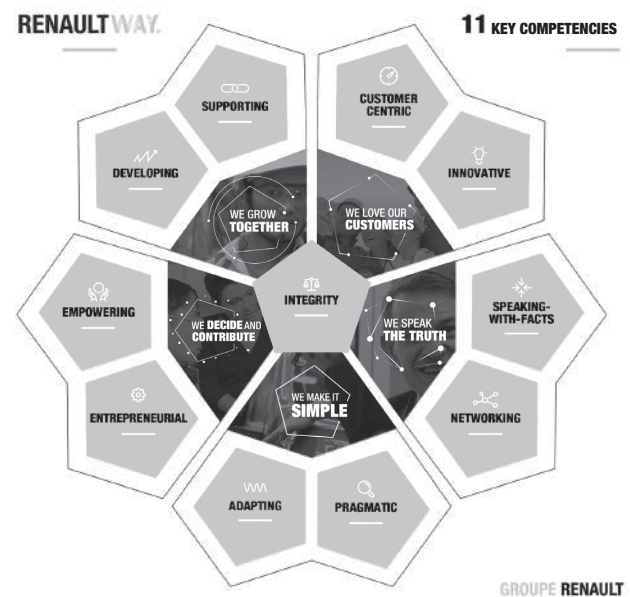 RENAULT WAY.
11 KEY COMPETENCIES
SUPPORTING
CUSTOMER
CENTRIC
DEVELOPING
INNOVATIVE
WE GROW
TOGETHER
WE LOVE OUR
CUSTOMERS
INTEGRITY
EMPOWERING
SPEAKING-
WITH-FACTS
WE DECIDE AND
CONTRIBUTE
WE SPEAK
THE TRUTH
WE MAKE IT
SIMPLE
ENTREPRENEURIAL
NETWORKING
ADAPTING
PRAGMATIC
GROUPE RENAULT